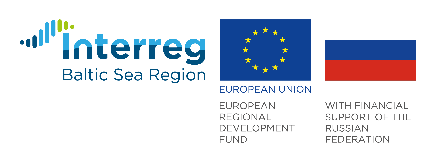 Interreg
Baltic Sea Region
EUROPEAN UNION
EUROPEAN
REGIONAL
DEVELOPMENT
FUND
WITH FINANCIAL
SUPPORT OF THE
RUSSIAN
FEDERATION